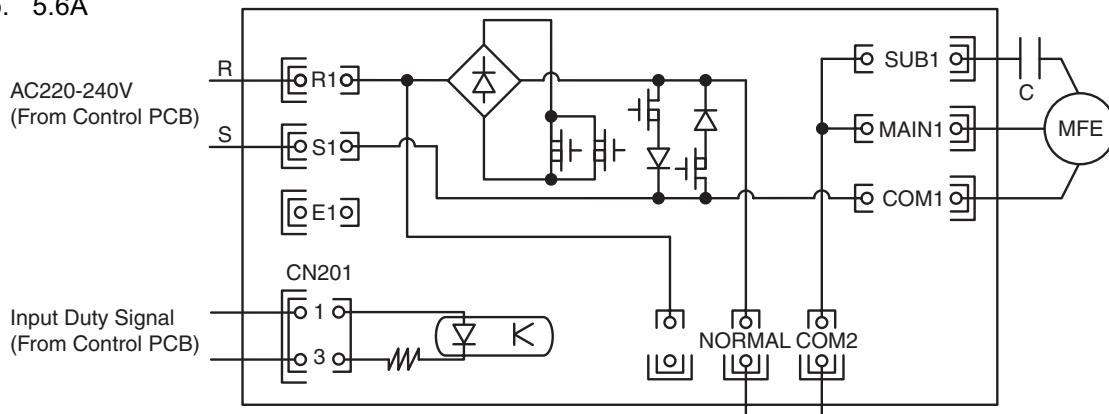 5.6A
R
AC220-240V
(From Control PCB)
S
R1
S1
E1
CN201
1
3
Input Duty Signal
(From Control PCB)
NORMAL
COM2
SUB1
MAIN1
COM1
C
MFE